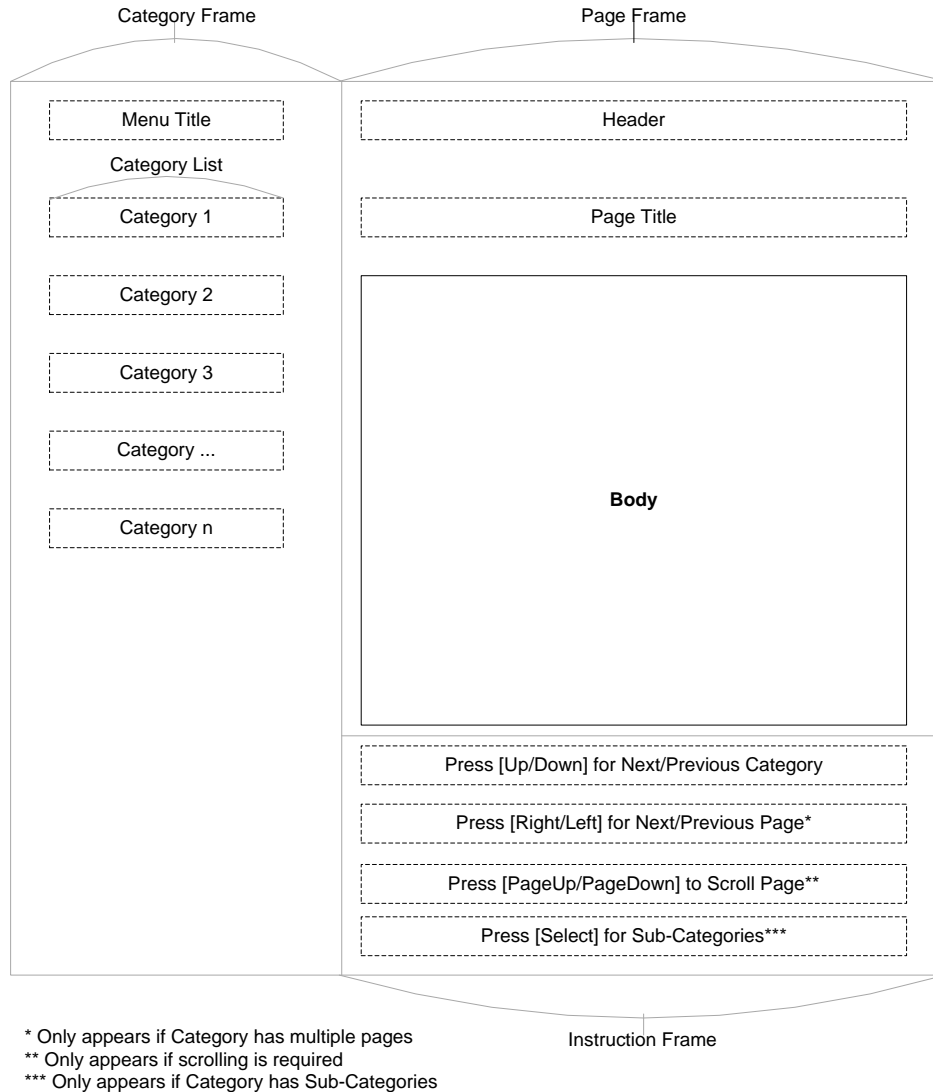 Category Frame
Page Frame
Menu Title
Header
Category List
Category 1
Page Title
Category 2
Category 3
Category ...
Category n
Body
Press [Up/Down] for Next/Previous Category
Press [Right/Left] for Next/Previous Page*
Press [PageUp/PageDown] to Scroll Page**
Press [Select] for Sub-Categories***
Instruction Frame
* Only appears if Category has multiple pages
** Only appears if scrolling is required
*** Only appears if Category has Sub-Categories